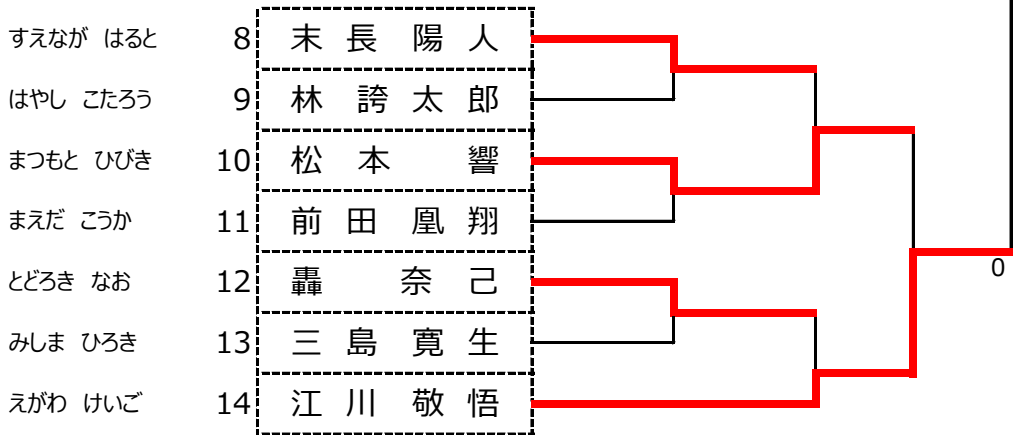 すえなが はると 8 末長 陽人
はやし こたろう 9 林 誇太郎
まつもと ひびき 10 松本 響
まえだ こうか 11 前田 凰翔
とどろき なお 12 轟 奈己
0
みしま ひろき 13 三島 寛生
えがわ けいご 14 江川 敬悟